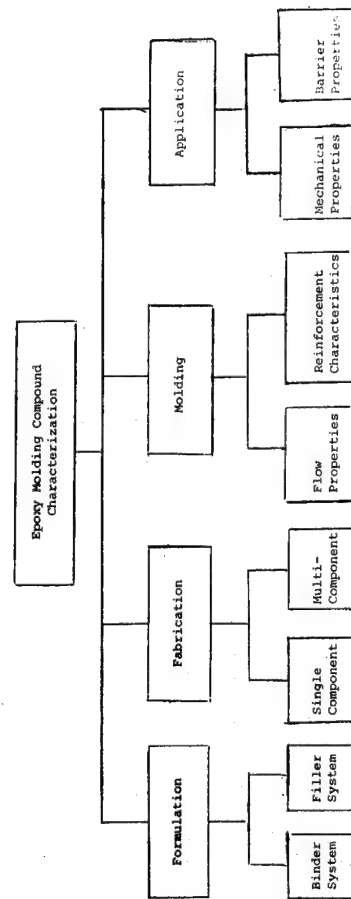 Epoxy Molding Compound
Characterization
Formulation
Fabrication
Molding
Application
Binder
System
Filler
System
Single
Component
Multi-
Component
Flow
Properties
Reinforcement
Characteristics
Mechanical
Properties
Barrier
Properties